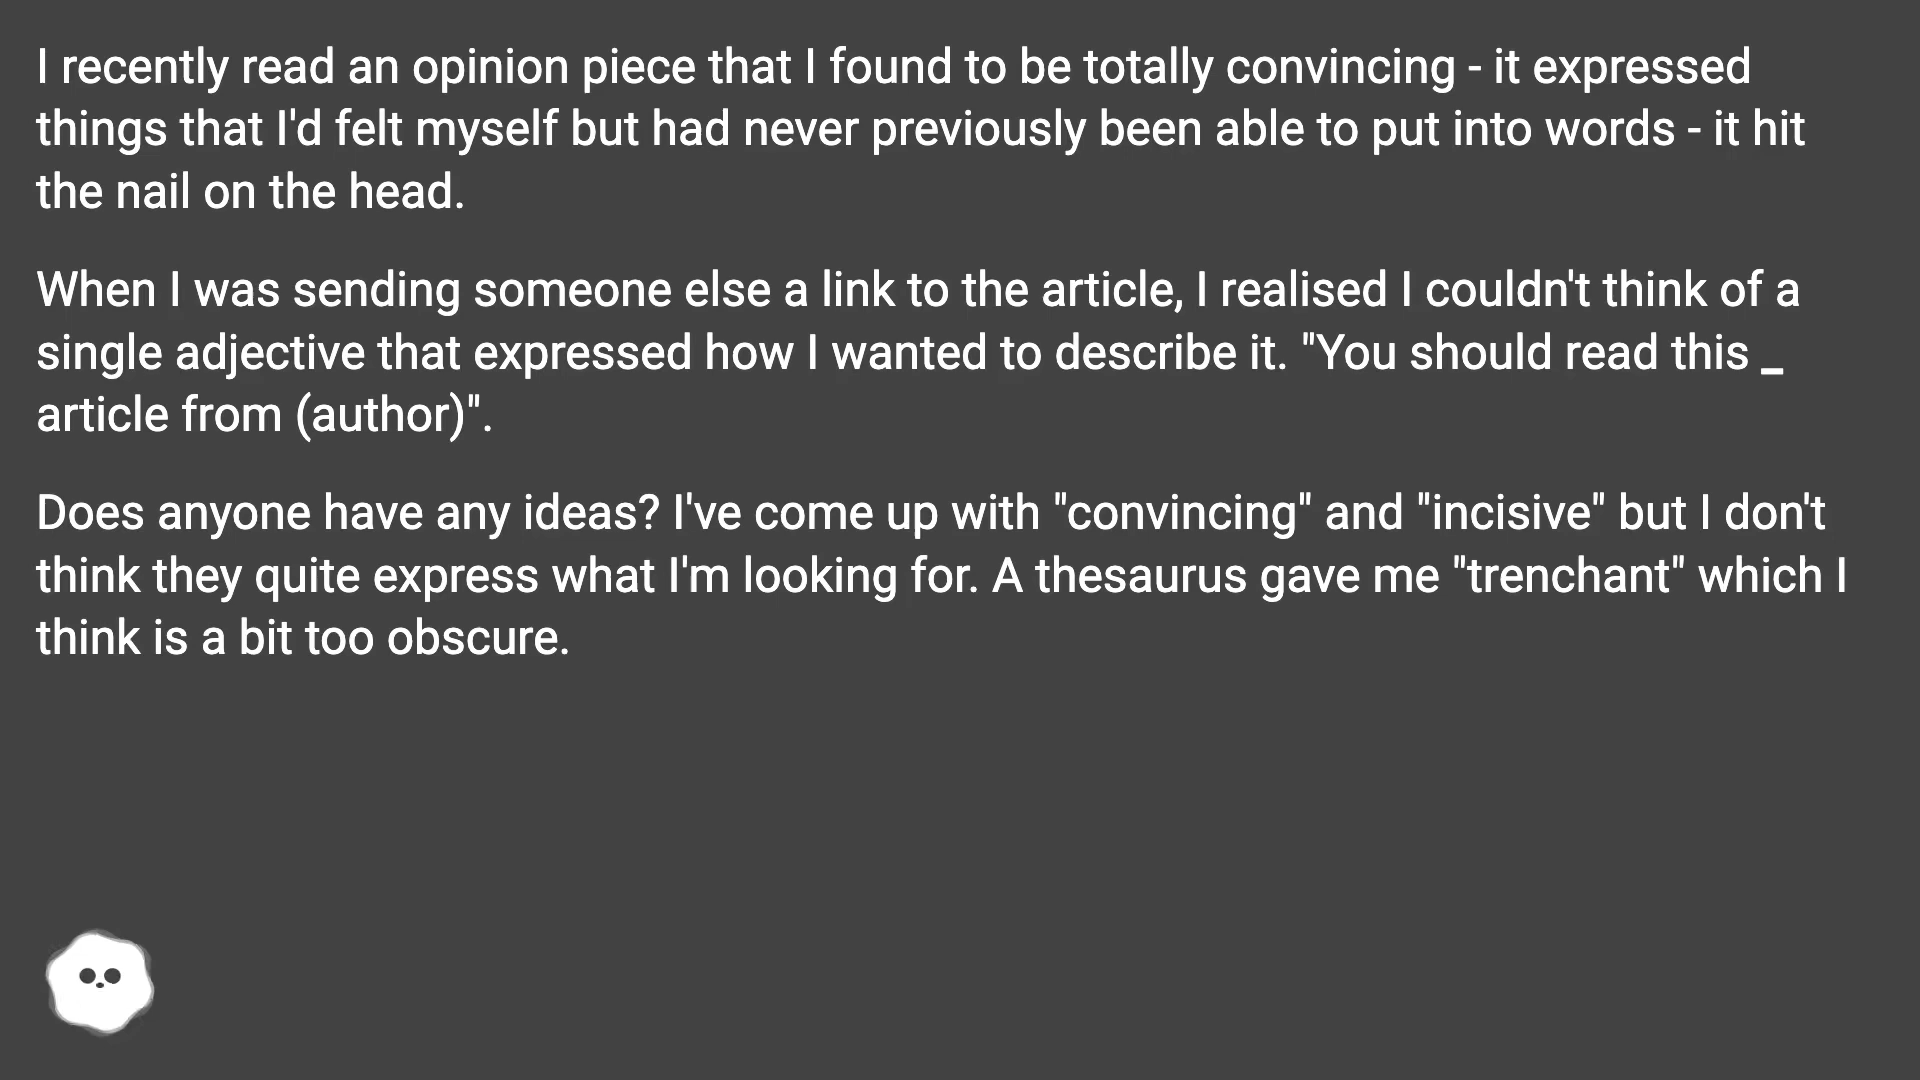 I recently read an opinion piece that I found to be totally convincing - it expressed
things that I'd felt myself but had never previously been able to put into words - it hit
the nail on the head.
When I was sending someone else a link to the article, I realised I couldn't think of a
single adjective that expressed how I wanted to describe it. "You should read this _
article from (author)".
Does anyone have any ideas? I've come up with "convincing" and "incisive" but I don't
think they quite express what I'm looking for. A thesaurus gave me "trenchant" which I
think is a bit too obscure.